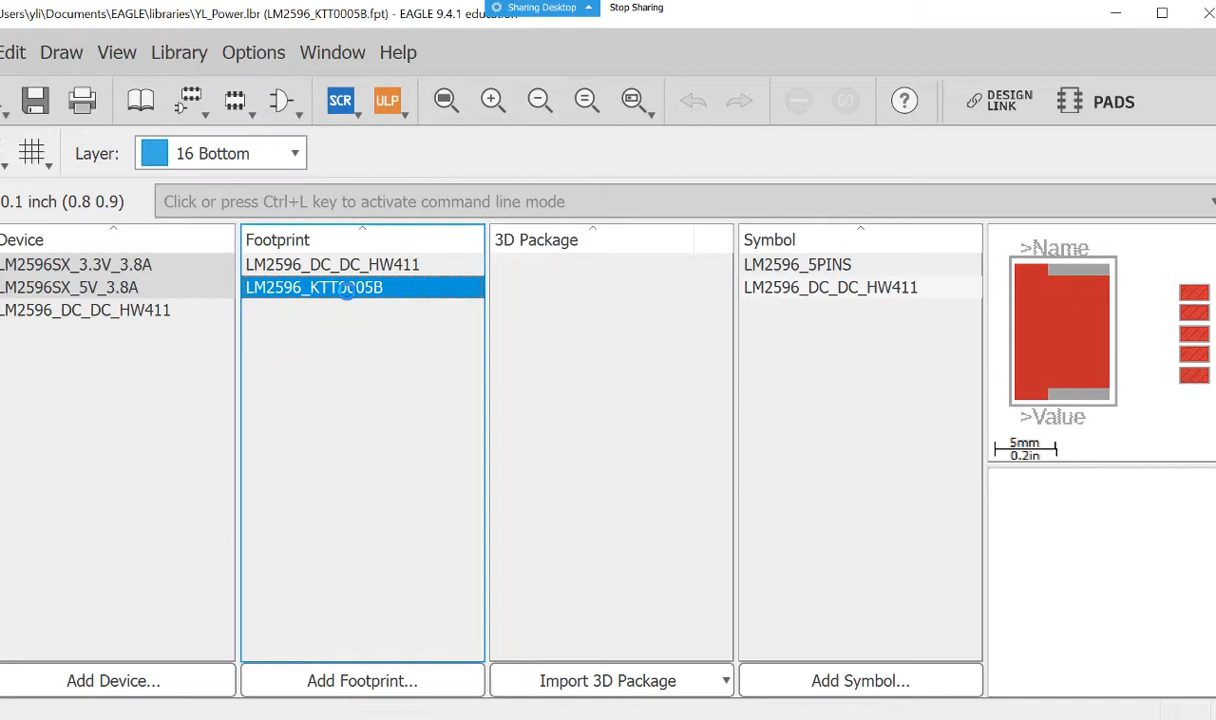 Sharing Desktop
Stop Sharing
Users\yli\Documents\EAGLE\libraries\YL_Power.lbr (LM2596_KTT0005B.fpt) - EAGLE 9.4.1 education
Edit Draw View Library Options Window Help
SCR
ULP
DESIGN
LINK
PADS
Layer: 16 Bottom
0.1 inch (0.8 0.9)
Click or press Ctrl+L key to activate command line mode
Device
LM2596SX_3.3V_3.8A
LM2596SX_5V_3.8A
LM2596_DC_DC_HW411
Add Device...
Footprint
LM2596_DC_DC_HW411
LM2596_KTT0005B
Add Footprint...
3D Package
Import 3D Package
Symbol
LM2596_5PINS
LM2596_DC_DC_HW411
Add Symbol...
>Name
>Value
5mm
0.2in